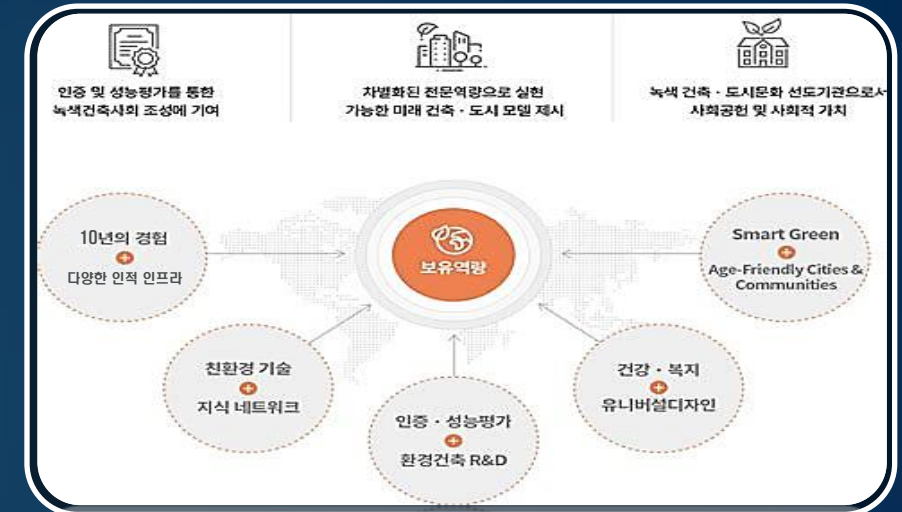 인증 및 성능평가를 통한
녹색건축사회 조성에 기여
차별화된 전문역량으로 실현
가능한 미래 건축 · 도시 모델 제시
녹색 건축 · 도시문화 선도기관으로서
사회공헌 및 사회적 가치
10년의 경험
다양한 인적 인프라
보유역량
Smart Green
Age-Friendly Cities &
Communities
친환경 기술
지식 네트워크
건강 · 복지
유니버설디자인
인증 · 성능평가
환경건축 R&D